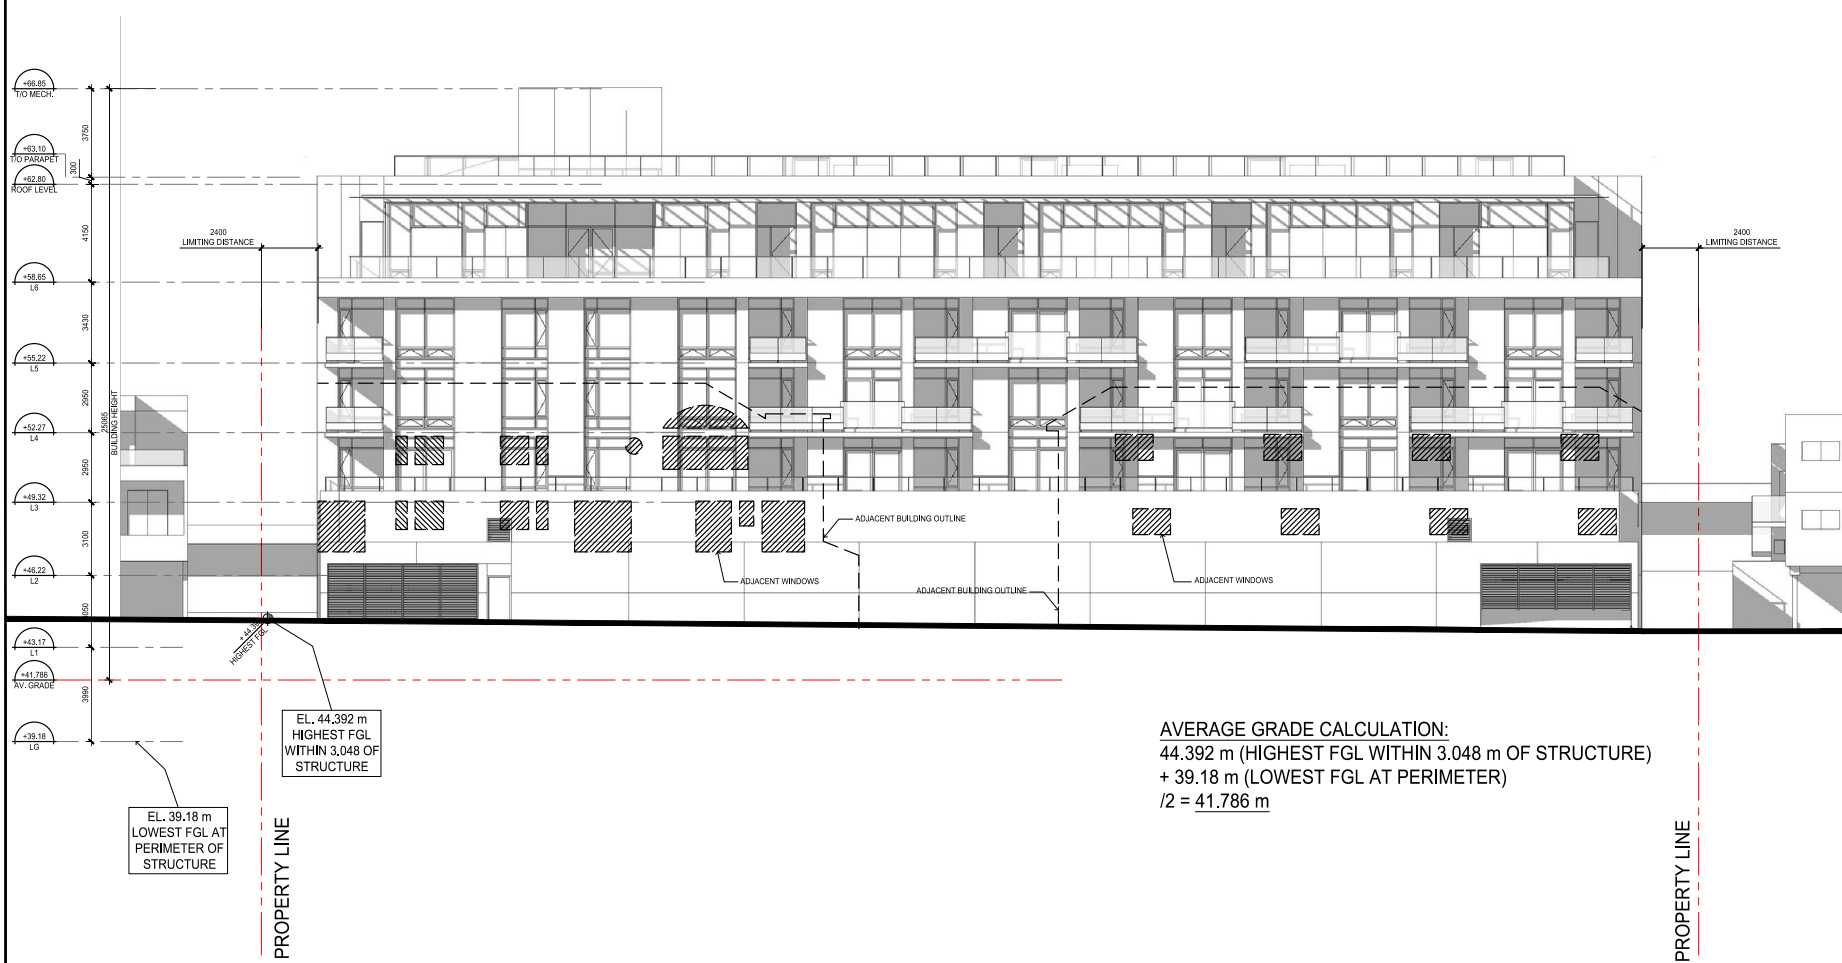 +66.85
T/O MECH.
+63.10
T/O PARAPET
+62.80
ROOF LEVEL
+58.65
L6
+55.22
L5
+52.27
L4
+49.32
L3
+46.22
L2
+43.17
L1
+41.786
AV. GRADE
+39.18
LG
3750
300
4150
3430
2950
2950
3100
3990
25065
BUILDING HEIGHT
2400
LIMITING DISTANCE
2400
LIMITING DISTANCE
ADJACENT BUILDING OUTLINE
ADJACENT WINDOWS
ADJACENT BUILDING OUTLINE
ADJACENT WINDOWS
HIGHEST FGL
EL. 44.392 m
HIGHEST FGL
WITHIN 3.048 OF
STRUCTURE
EL. 39.18 m
LOWEST FGL AT
PERIMETER OF
STRUCTURE
PROPERTY LINE
AVERAGE GRADE CALCULATION:
44.392 m (HIGHEST FGL WITHIN 3.048 m OF STRUCTURE)
+ 39.18 m (LOWEST FGL AT PERIMETER)
/2 = 41.786 m
PROPERTY LINE